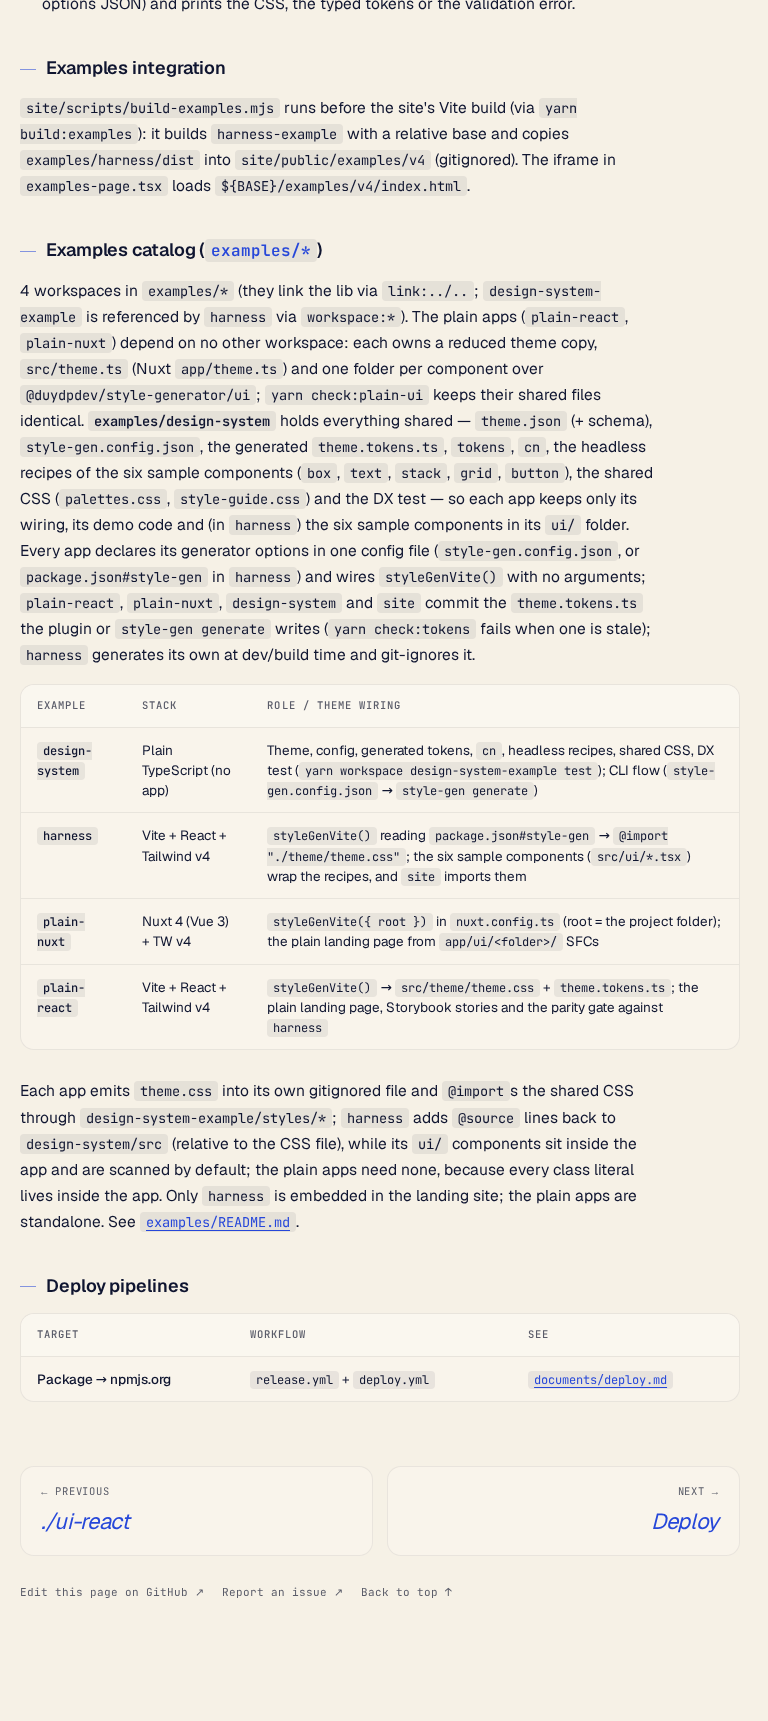 options JSON) and prints the CSS, the typed tokens or the validation error.
— Examples integration
site/scripts/build-examples.mjs runs before the site's Vite build (via yarn
build:examples): it builds harness-example with a relative base and copies
examples/harness/dist into site/public/examples/v4 (gitignored). The iframe in
examples-page.tsx loads ${BASE}/examples/v4/index.html.
— Examples catalog (examples/*)
4 workspaces in examples/* (they link the lib via link:../..; design-system-
example is referenced by harness via workspace:*). The plain apps (plain-react,
plain-nuxt) depend on no other workspace: each owns a reduced theme copy,
src/theme.ts (Nuxt app/theme.ts) and one folder per component over
@duydpdev/style-generator/ui; yarn check:plain-ui keeps their shared files
identical. examples/design-system holds everything shared — theme.json (+ schema),
style-gen.config.json, the generated theme.tokens.ts, tokens, cn, the headless
recipes of the six sample components (box, text, stack, grid, button), the shared
CSS (palettes.css, style-guide.css) and the DX test — so each app keeps only its
wiring, its demo code and (in harness) the six sample components in its ui/ folder.
Every app declares its generator options in one config file (style-gen.config.json, or
package.json#style-gen in harness) and wires styleGenVite() with no arguments;
plain-react, plain-nuxt, design-system and site commit the theme.tokens.ts
the plugin or style-gen generate writes (yarn check:tokens fails when one is stale);
harness generates its own at dev/build time and git-ignores it.
EXAMPLE STACK ROLE / THEME WIRING
design-
system
Plain
TypeScript (no
app)
Theme, config, generated tokens, cn, headless recipes, shared CSS, DX
test (yarn workspace design-system-example test); CLI flow (style-
gen.config.json → style-gen generate)
harness
Vite + React +
Tailwind v4
styleGenVite() reading package.json#style-gen → @import
"./theme/theme.css"; the six sample components (src/ui/*.tsx)
wrap the recipes, and site imports them
plain-
nuxt
Nuxt 4 (Vue 3)
+ TW v4
styleGenVite({ root }) in nuxt.config.ts (root = the project folder);
the plain landing page from app/ui/<folder>/ SFCs
plain-
react
Vite + React +
Tailwind v4
styleGenVite() → src/theme/theme.css + theme.tokens.ts; the
plain landing page, Storybook stories and the parity gate against
harness
Each app emits theme.css into its own gitignored file and @imports the shared CSS
through design-system-example/styles/*; harness adds @source lines back to
design-system/src (relative to the CSS file), while its ui/ components sit inside the
app and are scanned by default; the plain apps need none, because every class literal
lives inside the app. Only harness is embedded in the landing site; the plain apps are
standalone. See examples/README.md.
— Deploy pipelines
TARGET WORKFLOW SEE
Package → npmjs.org release.yml + deploy.yml documents/deploy.md
← PREVIOUS
./ui-react
NEXT →
Deploy
Edit this page on GitHub ↗ Report an issue ↗ Back to top ↑